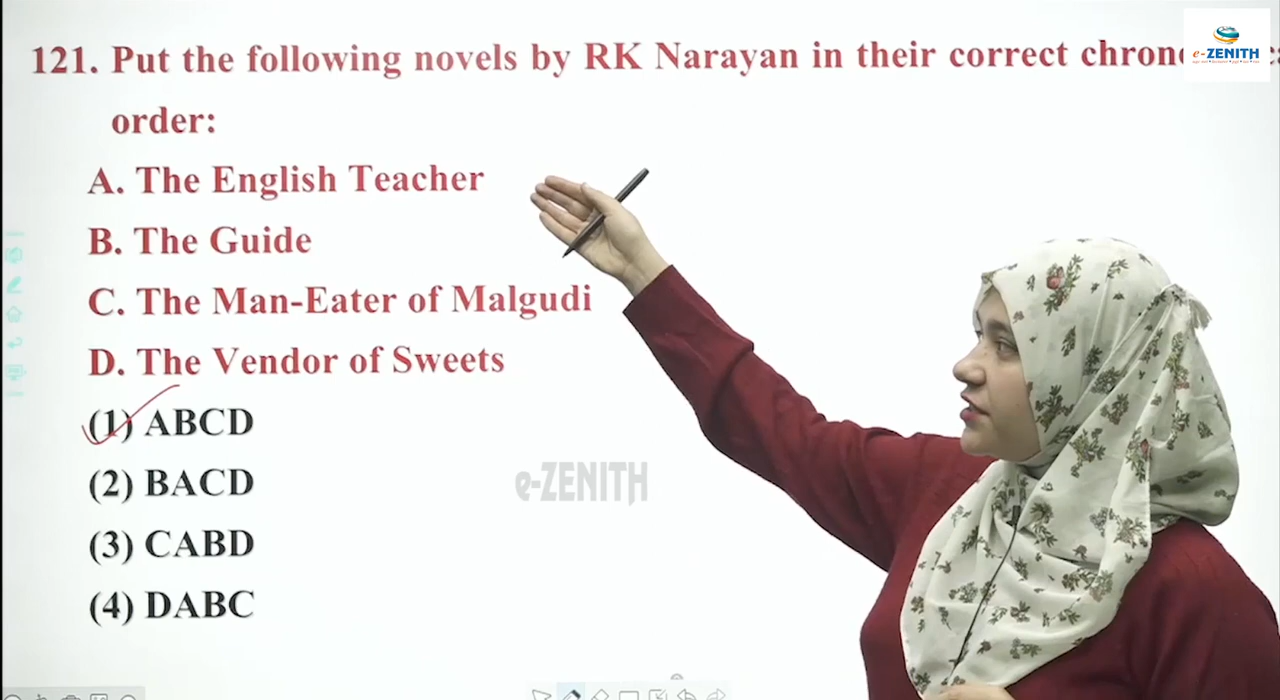 e-ZENITH
121. Put the following novels by RK Narayan in their correct
order:
A. The English Teacher
B. The Guide
C. The Man-Eater of Malgudi
D. The Vendor of Sweets
(1) ABCD
(2) BACD
(3) CABD
(4) DABC
e-ZENITH